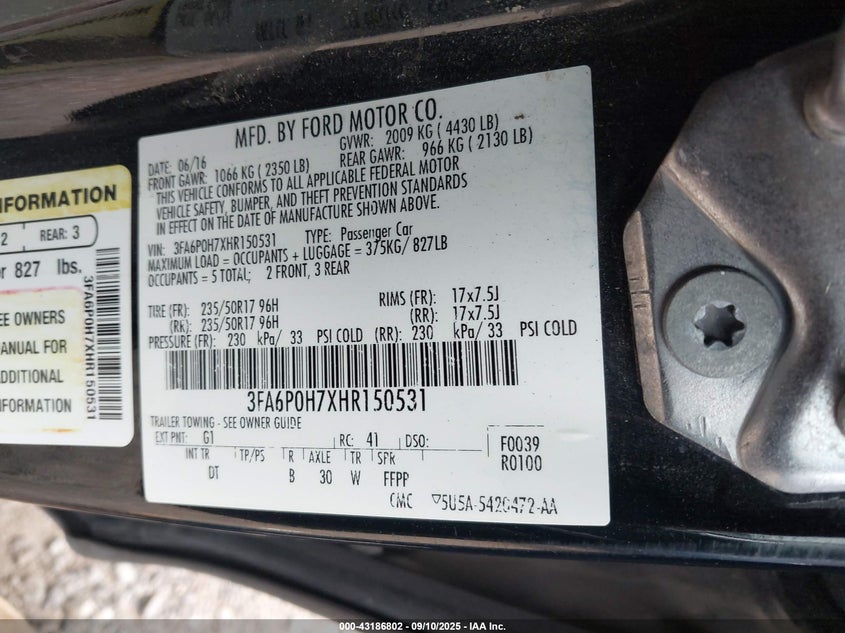 INFORMATION
2 REAR: 3
or 827 lbs.
EE OWNERS
MANUAL FOR
ADDITIONAL
INFORMATION
3FA6P0H7XHR150531
MFD. BY FORD MOTOR CO.
DATE: 06/16 GVWR: 2009 KG ( 4430 LB)
FRONT GAWR: 1066 KG ( 2350 LB) REAR GAWR: 966 KG ( 2130 LB)
THIS VEHICLE CONFORMS TO ALL APPLICABLE FEDERAL MOTOR
VEHICLE SAFETY, BUMPER, AND THEFT PREVENTION STANDARDS
IN EFFECT ON THE DATE OF MANUFACTURE SHOWN ABOVE.
VIN: 3FA6P0H7XHR150531 TYPE: Passenger Car
MAXIMUM LOAD = OCCUPANTS + LUGGAGE = 375KG/ 827LB
OCCUPANTS = 5 TOTAL; 2 FRONT, 3 REAR
TIRE (FR): 235/50R17 96H RIMS (FR): 17x7.5J
(RR): 235/50R17 96H (RR): 17x7.5J
PRESSURE (FR): 230 kPa/ 33 PSI COLD (RR): 230 kPa/ 33 PSI COLD
3FA6P0H7XHR150531
TRAILER TOWING - SEE OWNER GUIDE
EXT PNT: G1 RC: 41 DSO: F0039
INT TR TP/PS R AXLE TR SPR R0100
DT B 30 W FFPP
CMC 5U5A-5420472-AA
000-43186802 - 09/10/2025 - IAA Inc.